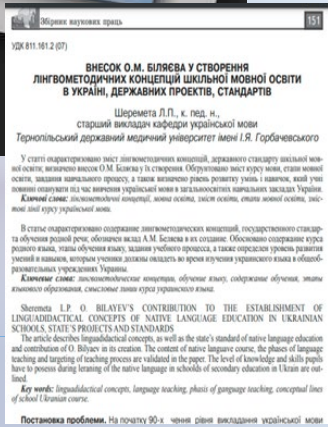 Збірник наукових праць
151
УДК 811.161.2 (07)
ВНЕСОК О.М. БІЛЯЄВА У СТВОРЕННЯ
ЛІНГВОМЕТОДИЧНИХ КОНЦЕПЦІЙ ШКІЛЬНОЇ МОВНОЇ ОСВІТИ
В УКРАЇНІ, ДЕРЖАВНИХ ПРОЕКТІВ, СТАНДАРТІВ
Шеремета Л.П., к. пед. н.,
старший викладач кафедри української мови
Тернопільський державний медичний університет імені І.Я. Горбачевського
У статті охарактеризовано зміст лінгвометодичних концепцій, державного стандарту шкільної мов-
ної освіти; визначено внесок О.М. Біляєва у їх створення. Обґрунтовано зміст курсу мови, етапи мовної
освіти, завдання навчального процесу, а також визначено рівень розвитку умінь і навичок, який учні
повинні опанувати під час вивчення української мови в загальноосвітніх навчальних закладах України.
Ключові слова: лінгвометодичні концепції, мовна освіта, зміст освіти, етапи мовної освіти, зміс-
тові лінії курсу української мови.
В статье охарактеризовано содержание лингвометодических концепций, государственного стандар-
та обучения родной речи; обозначен вклад А.М. Беляева в их создание. Обосновано содержание курса
родного языка, этапы обучения языку, задания учебного процесса, а также определен уровень развития
умений и навыков, которым ученики должны овладеть во время изучения украинского языка в общеоб-
разовательных учреждениях Украины.
Ключевые слова: лингвометодические концепции, обучение языку, содержание обучения, этапы
языкового образования, смысловые линии курса украинского языка.
Sheremeta L.P. O. BILAYEV'S CONTRIBUTION TO THE ESTABLISHMENT OF
LINGUADIDACTICAL CONCEPTS OF NATIVE LANGUAGE EDUCATION IN UKRAINIAN
SCHOOLS, STATE'S PROJECTS AND STANDARDS
The article describes linguadidactical concepts, as well as the state's standard of native language education
and contribution of O. Bilyaev in its creation. The content of native language course, the phases of language
teaching and targeting of teaching process are validated in the paper. The level of knowledge and skills pupils
have to possess during leraning of the native language in schoolds of secondary education in Ukrain are out-
lined.
Key words: linguadidactical concepts, language teaching, phasis of language teaching, conceptual lines
of school Ukranian course.
Постановка проблеми. На початку 90-х чення рівня викладання української мови